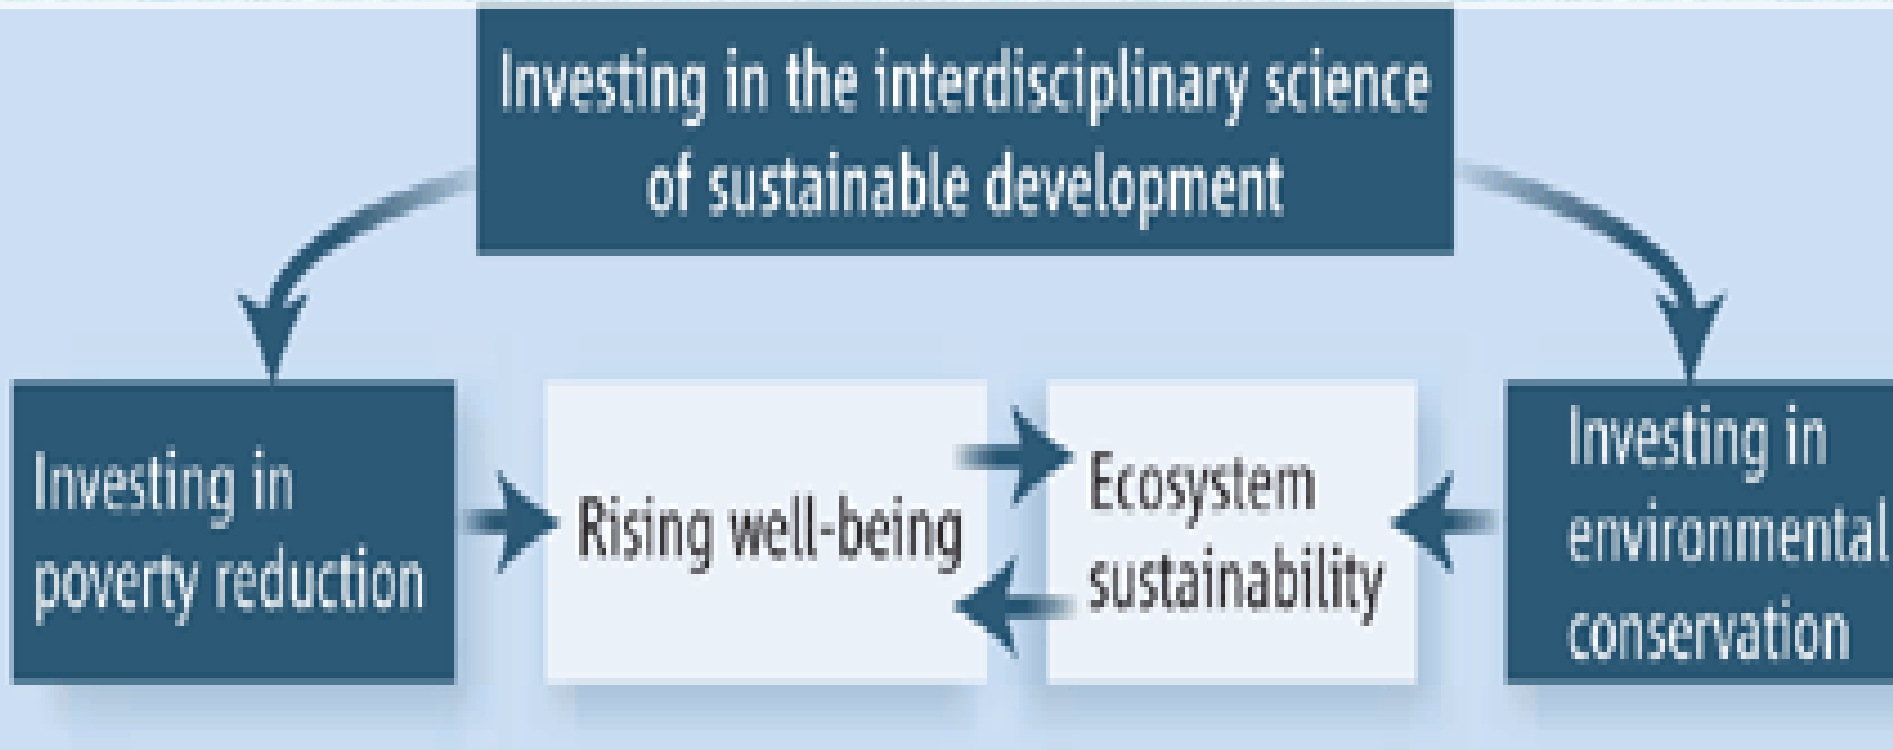 Investing in the interdisciplinary science
of sustainable development
Investing in
poverty reduction
Rising well-being
Ecosystem
sustainability
Investing in
environmental
conservation